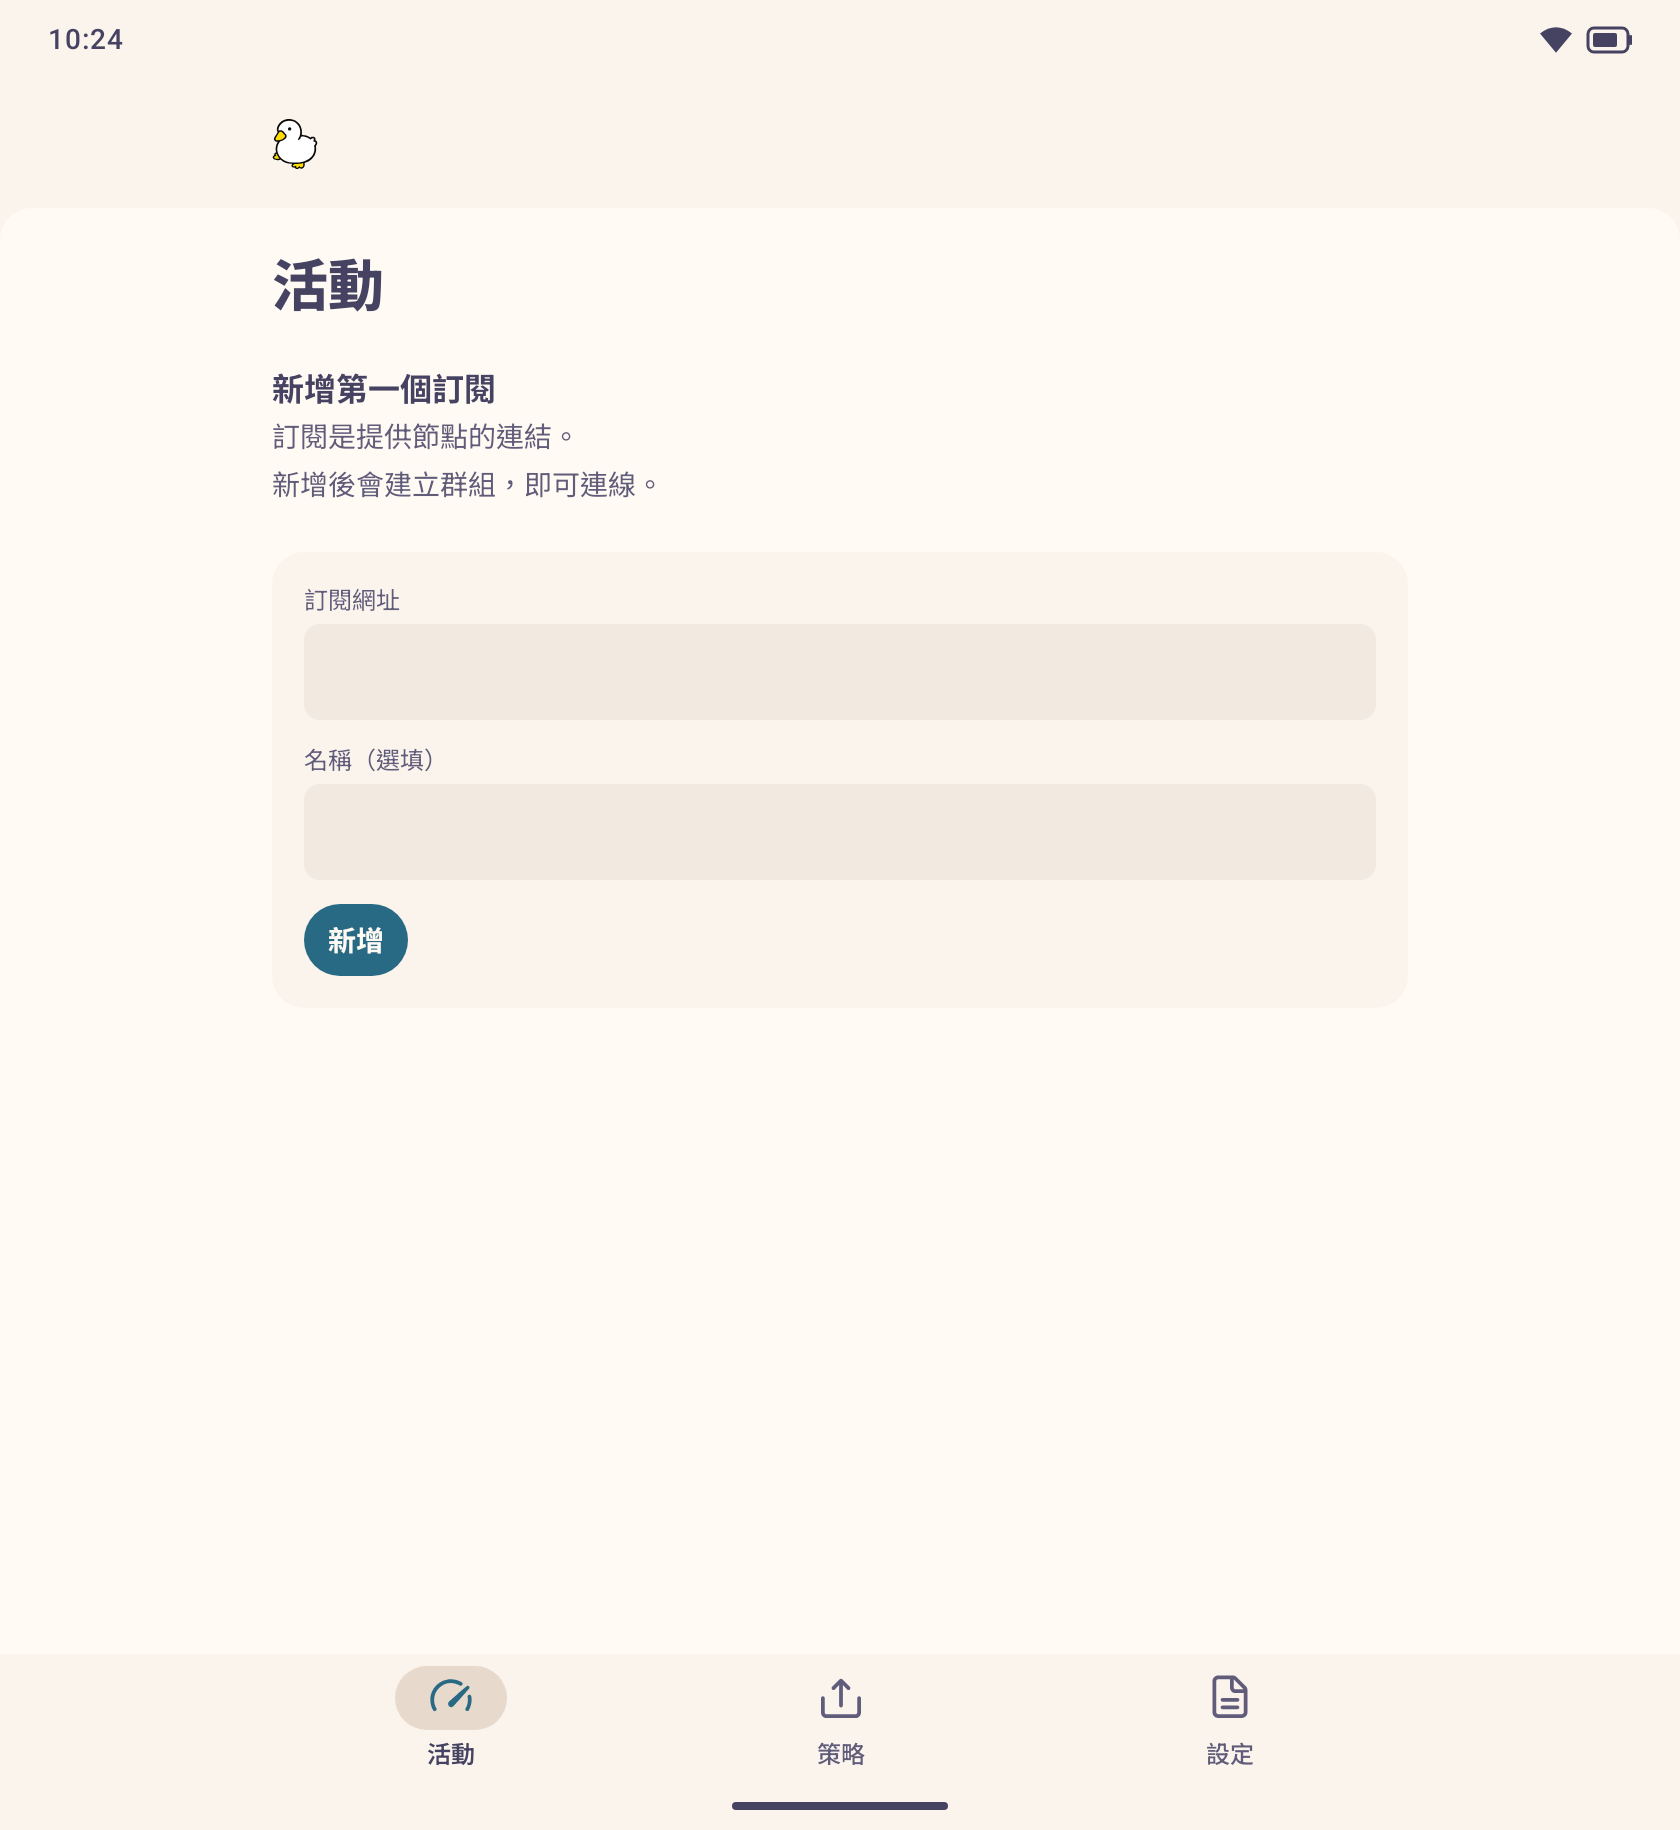 10:24
活動
新增第一個訂閱
訂閱是提供節點的連結。
新增後會建立群組，即可連線。
訂閱網址
名稱（選填）
新增
活動
策略
設定